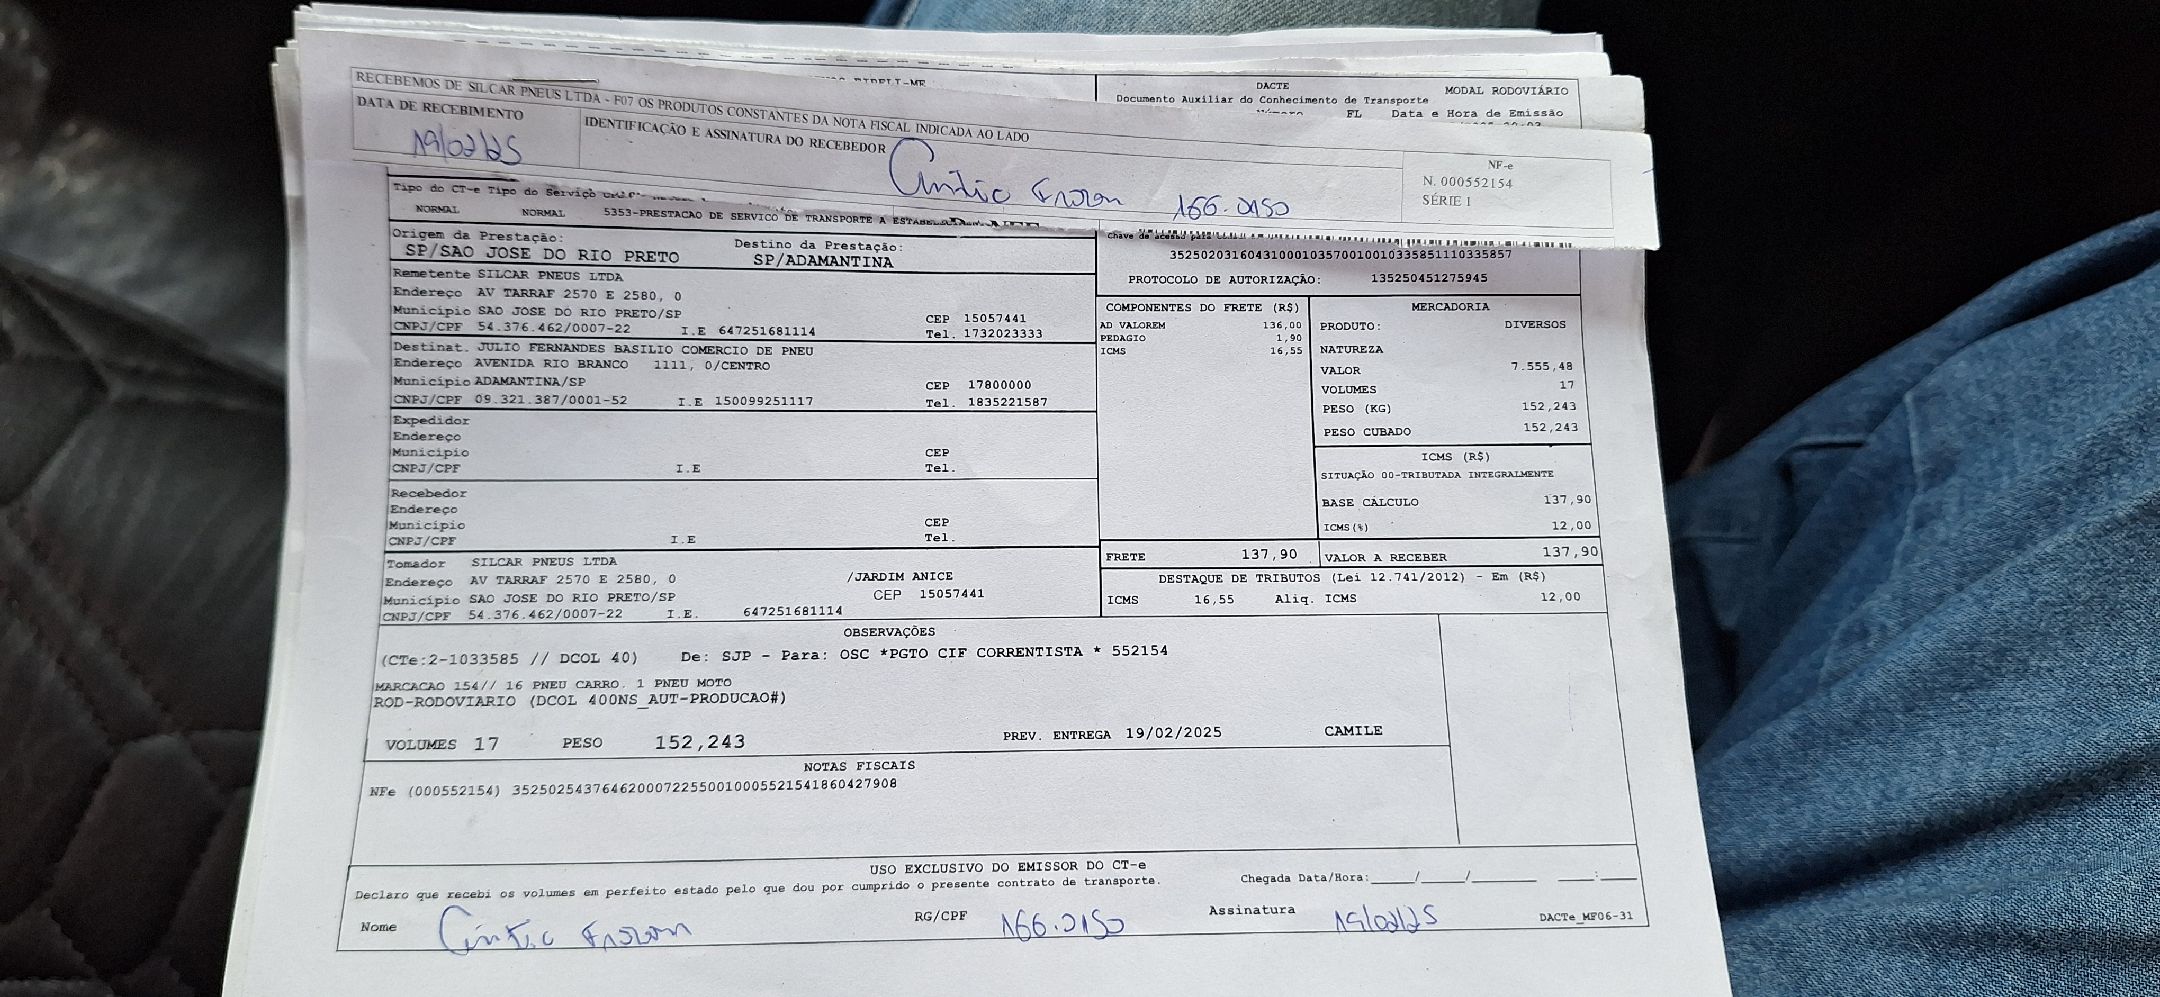 RECEBEMOS DE SILCAR PNEUS LTDA - F07 OS PRODUTOS CONSTANTES DA NOTA FISCAL INDICADA AO LADO
DATA DE RECEBIMENTO
19/02/25
IDENTIFICAÇÃO E ASSINATURA DO RECEBEDOR
166.0150
NF-e
N. 000552154
SÉRIE 1
DACTE
MODAL RODOVIÁRIO
Documento Auxiliar do Conhecimento de Transporte
FL Data e Hora de Emissão
Tipo do CT-e Tipo do Serviço
NORMAL NORMAL 5353-PRESTACAO DE SERVICO DE TRANSPORTE A
Origem da Prestação: Destino da Prestação:
SP/SAO JOSE DO RIO PRETO SP/ADAMANTINA
Chave de acesso para
35250203160431000103570010010335851110335857
PROTOCOLO DE AUTORIZAÇÃO: 135250451275945
Remetente SILCAR PNEUS LTDA
Endereço AV TARRAF 2570 E 2580, 0
Município SAO JOSE DO RIO PRETO/SP CEP 15057441
CNPJ/CPF 54.376.462/0007-22 I.E 647251681114 Tel. 1732023333
Destinat. JULIO FERNANDES BASILIO COMERCIO DE PNEU
Endereço AVENIDA RIO BRANCO 1111, 0/CENTRO
Município ADAMANTINA/SP CEP 17800000
CNPJ/CPF 09.321.387/0001-52 I.E 150099251117 Tel. 1835221587
Expedidor
Endereço
Município CEP
CNPJ/CPF I.E Tel.
Recebedor
Endereço
Município CEP
CNPJ/CPF I.E Tel.
Tomador SILCAR PNEUS LTDA
Endereço AV TARRAF 2570 E 2580, 0 /JARDIM ANICE
Município SAO JOSE DO RIO PRETO/SP CEP 15057441
CNPJ/CPF 54.376.462/0007-22 I.E. 647251681114
COMPONENTES DO FRETE (R$)
AD VALOREM 136,00
PEDAGIO 1,90
ICMS 16,55
MERCADORIA
PRODUTO: DIVERSOS
NATUREZA
VALOR 7.555,48
VOLUMES 17
PESO (KG) 152,243
PESO CUBADO 152,243
ICMS (R$)
SITUAÇÃO 00-TRIBUTADA INTEGRALMENTE
BASE CÁLCULO 137,90
ICMS(%) 12,00
FRETE 137,90 VALOR A RECEBER 137,90
DESTAQUE DE TRIBUTOS (Lei 12.741/2012) - Em (R$)
ICMS 16,55 Aliq. ICMS 12,00
OBSERVAÇÕES
(CTe:2-1033585 // DCOL 40) De: SJP - Para: OSC *PGTO CIF CORRENTISTA * 552154
MARCACAO 154// 16 PNEU CARRO. 1 PNEU MOTO
ROD-RODOVIARIO (DCOL 400NS_AUT-PRODUCAO#)
VOLUMES 17 PESO 152,243 PREV. ENTREGA 19/02/2025 CAMILE
NOTAS FISCAIS
NFe (000552154) 35250254376462000722550010005521541860427908
USO EXCLUSIVO DO EMISSOR DO CT-e
Declaro que recebi os volumes em perfeito estado pelo que dou por cumprido o presente contrato de transporte. Chegada Data/Hora:____/____/______ ____:____
Nome RG/CPF 166.0150 Assinatura 19/02/25
DACTe_MF06-31